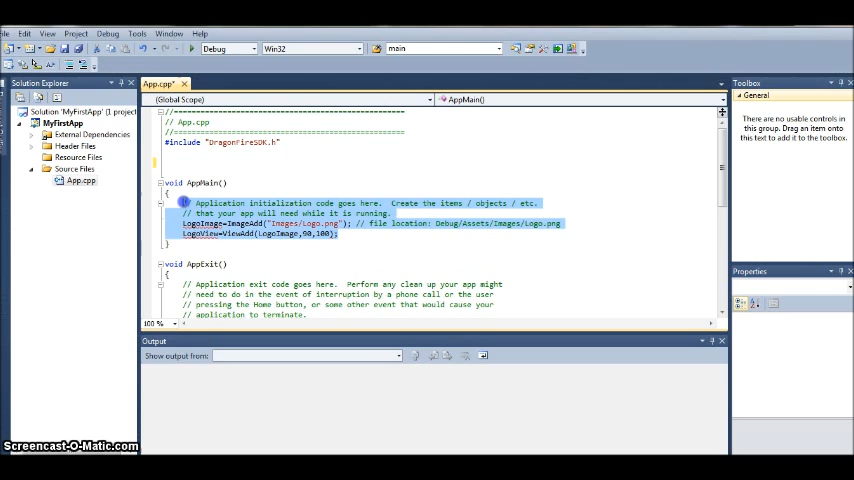 File Edit View Project Debug Tools Window Help
Debug Win32 main
Solution Explorer
App.cpp* ×
Toolbox
(Global Scope) AppMain()
General
Solution 'MyFirstApp' (1 project
MyFirstApp
External Dependencies
Header Files
Resource Files
Source Files
App.cpp
//======================================================
// App.cpp
//======================================================
#include "DragonFireSDK.h"
void AppMain()
{
// Application initialization code goes here. Create the items / objects / etc.
// that your app will need while it is running.
LogoImage=ImageAdd("Images/Logo.png"); // file location: Debug/Assets/Images/Logo.png
LogoView=ViewAdd(LogoImage,90,100);
}
void AppExit()
{
// Application exit code goes here. Perform any clean up your app might
// need to do in the event of interruption by a phone call or the user
// pressing the Home button, or some other event that would cause your
// application to terminate.
100 %
There are no usable controls in
this group. Drag an item onto
this text to add it to the toolbox.
Properties
Output
Show output from:
Screencast-O-Matic.com